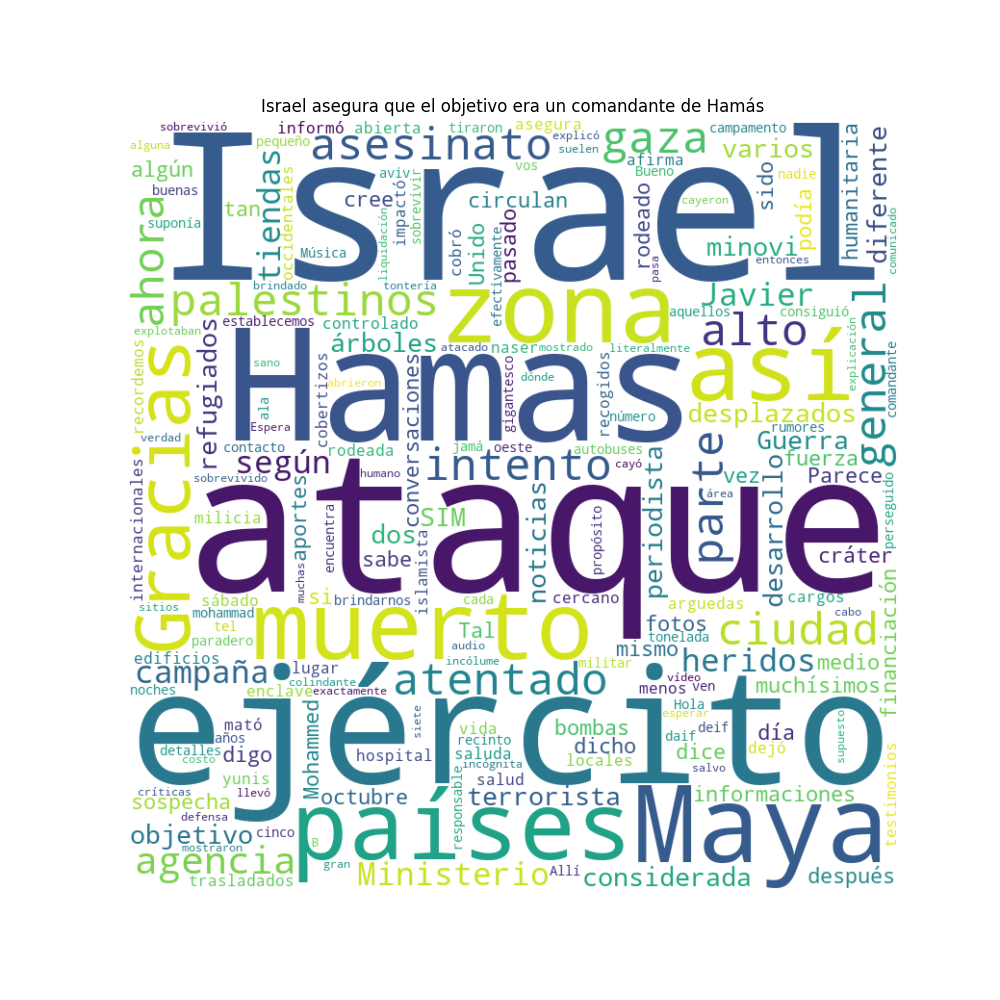 Israel asegura que el objetivo era un comandante de Hamás
sobrevivió
informó
abierta
tiraron
asegura
campamento
alguna
pequeño
asesinato
explicó
suelen
gaza
afirma
Bueno
varios
nadie
humanitaria
diferente
comunicado
algún
buenas
suponía
tan
ahora
tiendas
occidentales
Israel
aviv
cree
impactó
sobrevivir
liquidación
Música
vos
circulan
cobró
Unido
pasado
efectivamente
rodeado
cayeron
minovi
sido
podía
entonces
pasa
brindado
tontería
palestinos
zona
aquellos
Javier
consiguió
explotaban
establecemos
controlado
árboles
atacado
naser
mostrado
literalmente
alto
así
explicación
general
comandante
recordemos
Gracias
refugiados
sano
Hamas
cobertizos
abrieron
conversaciones
gigantesco
dónde
recogidos
número
desplazados
ala
Espera
verdad
contacto
rodeada
jamá
oeste
autobuses
rumores
Guerra
fuerza
según
humano
intento
cayó
periodista
parte
vez
Parece
perseguido
internacionales
sobrevivido
milicia
aportes
muchas
encuentra
ataque
área
desarrollo
dos
SIM
sabe
islamista
noticias
propósito
cráter
sitios
sábado
si
brindarnos
cada
cercano
arguedas
cargos
cabo
financiación
mohammad
tel
paradero
muerto
Tal
audio
fotos
tonelada
ciudad
edificios
campaña
lugar
incólume
militar
mismo
heridos
medio
noches
enclave
colindante
exactamente
atentado
menos
vídeo
ven
muchísimos
Hola
esperar
mató
años
detalles
costo
digo
Mohammed
ejército
siete
hospital
vida
recinto
saluda
incógnita
salud
bombas
dicho
locales
deif
daif
dice
día
dejó
supuesto
testimonios
críticas
llevó
yunis
sospecha
defensa
octubre
responsable
terrorista
salvo
informaciones
objetivo
cinco
mostraron
B
países
Maya
agencia
gran
trasladados
Ministerio
Allí
considerada
después